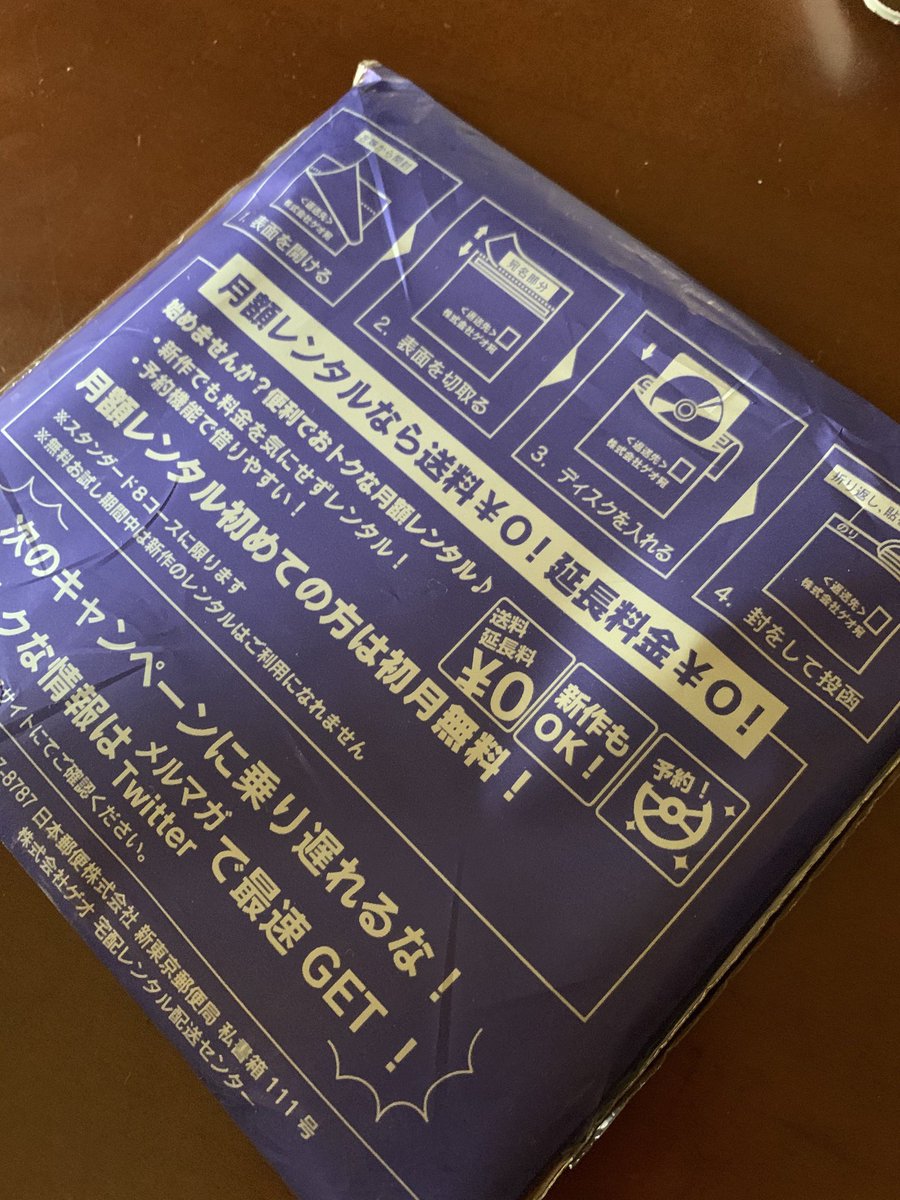 底紙から開封
<返送先>
株式会社ゲオ宛
1. 表面を開ける
宛名部分
<返送先>
株式会社ゲオ宛
2. 表面を切取る
<返送先>
株式会社ゲオ宛
3. ディスクを入れる
折り返し、貼
のり
<返送先>
株式会社ゲオ宛
4. 封をして投函
月額レンタルなら送料¥0!延長料金¥0!
始めませんか?便利でおトクな月額レンタル♪
・新作でも料金を気にせずレンタル!
・予約機能で借りやすい!
月額レンタル初めての方は初月無料!
※スタンダード8コースに限ります
※無料お試し期間中は新作のレンタルはご利用になれません
送料
延長料
¥0
新作も
OK!
予約!
次のキャンペーンに乗り遅れるな!
クな情報は メルマガ Twitter で最速GET!
サイトにてご確認ください。
-8787 日本郵便株式会社 新東京郵便局 私書箱111号
株式会社ゲオ 宅配レンタル配送センター